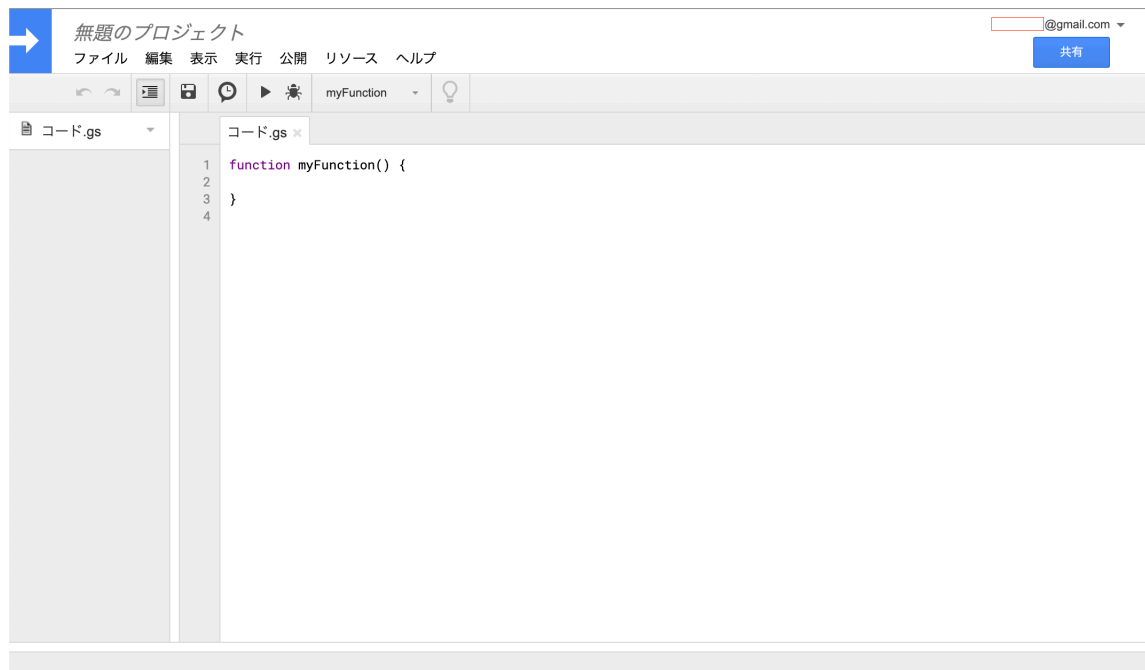 無題のプロジェクト
@gmail.com
ファイル 編集 表示 実行 公開 リソース ヘルプ
共有
myFunction
コード.gs
コード.gs
1 function myFunction() {
2
3 }
4